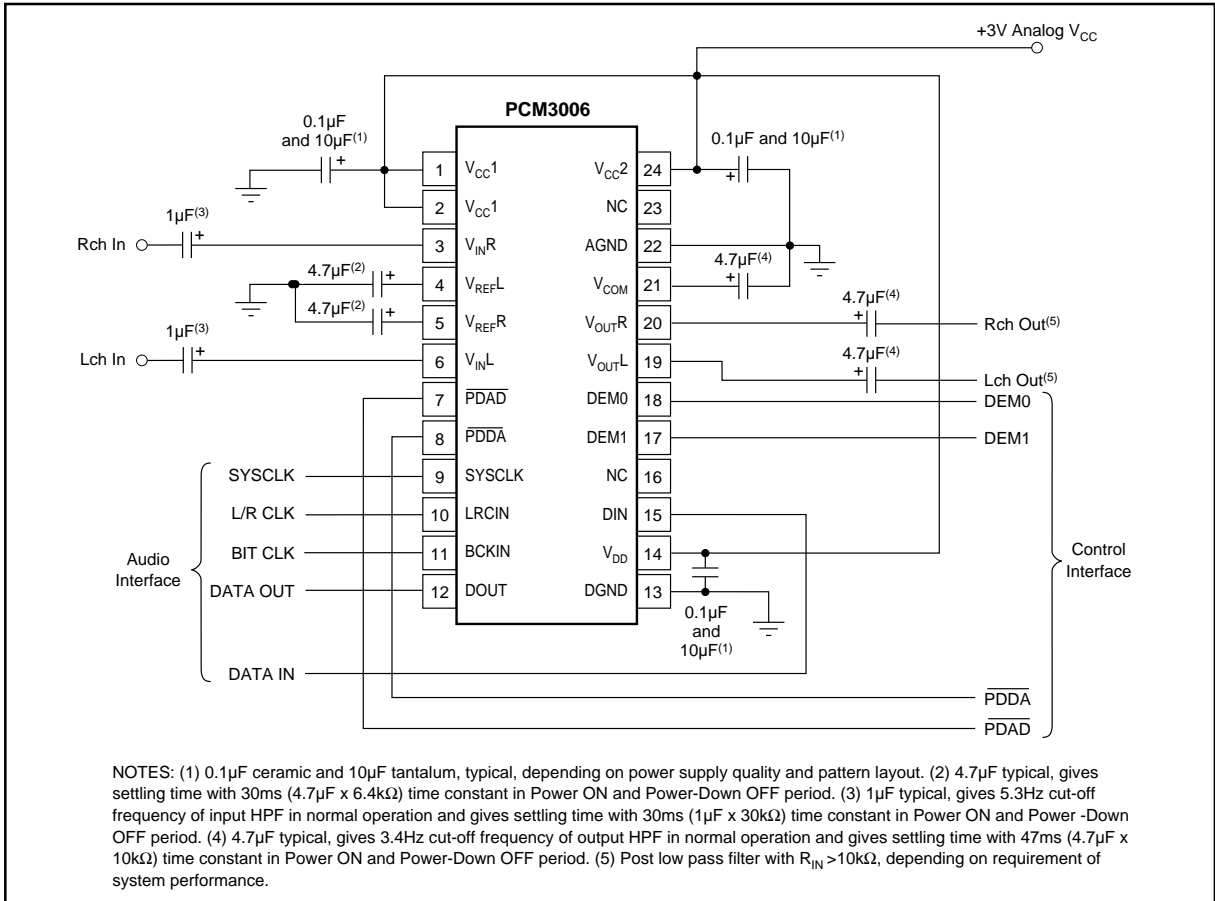 +3V Analog VCC
PCM3006
0.1µF
and 10µF(1)
+
0.1µF and 10µF(1)
+
1 VCC1 VCC2 24
2 VCC1 NC 23
1µF(3)
+
Rch In 3 VINR AGND 22
4.7µF(2)
+
4 VREFL VCOM 21
4.7µF(4)
+
4.7µF(2)
+
5 VREFR VOUTR 20
4.7µF(4)
+
Rch Out(5)
1µF(3)
+
Lch In 6 VINL VOUTL 19
4.7µF(4)
+
Lch Out(5)
7 PDAD DEM0 18 DEM0
8 PDDA DEM1 17 DEM1
SYSCLK 9 SYSCLK NC 16
L/R CLK 10 LRCIN DIN 15
BIT CLK 11 BCKIN VDD 14
Audio
Interface
Control
Interface
DATA OUT 12 DOUT DGND 13
0.1µF
and
10µF(1)
DATA IN
PDDA
PDAD
NOTES: (1) 0.1µF ceramic and 10µF tantalum, typical, depending on power supply quality and pattern layout. (2) 4.7µF typical, gives
settling time with 30ms (4.7µF x 6.4kΩ) time constant in Power ON and Power-Down OFF period. (3) 1µF typical, gives 5.3Hz cut-off
frequency of input HPF in normal operation and gives settling time with 30ms (1µF x 30kΩ) time constant in Power ON and Power -Down
OFF period. (4) 4.7µF typical, gives 3.4Hz cut-off frequency of output HPF in normal operation and gives settling time with 47ms (4.7µF x
10kΩ) time constant in Power ON and Power-Down OFF period. (5) Post low pass filter with RIN >10kΩ, depending on requirement of
system performance.